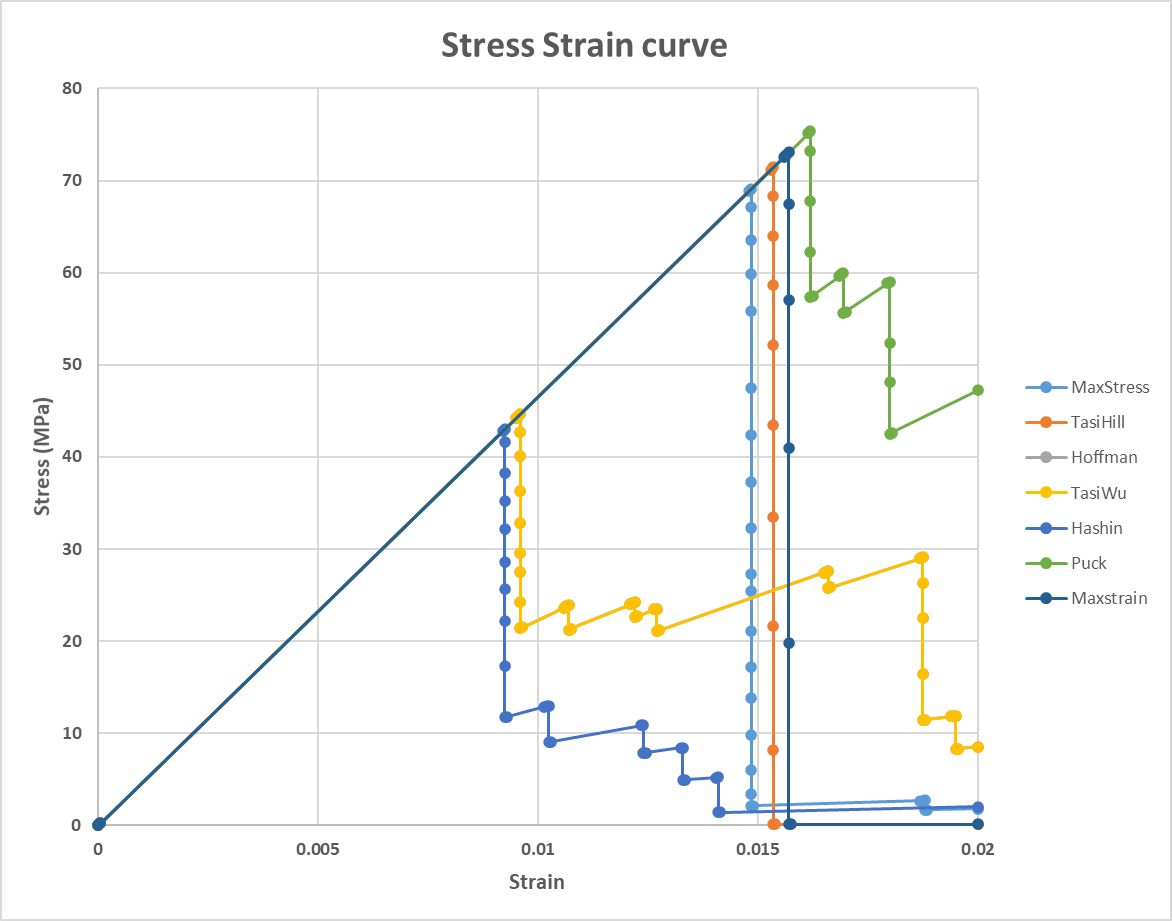 Stress Strain curve
80
70
60
50
40
30
20
10
0
Stress (MPa)
0
0.005
0.01
0.015
0.02
Strain
MaxStress
TasiHill
Hoffman
TasiWu
Hashin
Puck
Maxstrain